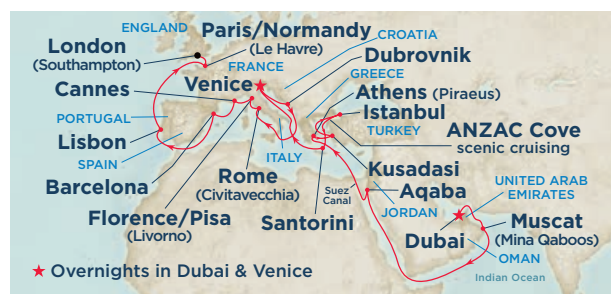 ENGLAND
Paris/Normandy
(Le Havre)
London
(Southampton)
CROATIA
FRANCE
Dubrovnik
Venice
Cannes
GREECE
Athens (Piraeus)
Istanbul
PORTUGAL
TURKEY
ANZAC Cove
scenic cruising
Lisbon
SPAIN
ITALY
Barcelona
Rome
(Civitavecchia)
Kusadasi
Suez
Canal
Aqaba
JORDAN
UNITED ARAB
EMIRATES
Florence/Pisa
(Livorno)
Santorini
Dubai
Muscat
(Mina Qaboos)
OMAN
Indian Ocean
★ Overnights in Dubai & Venice